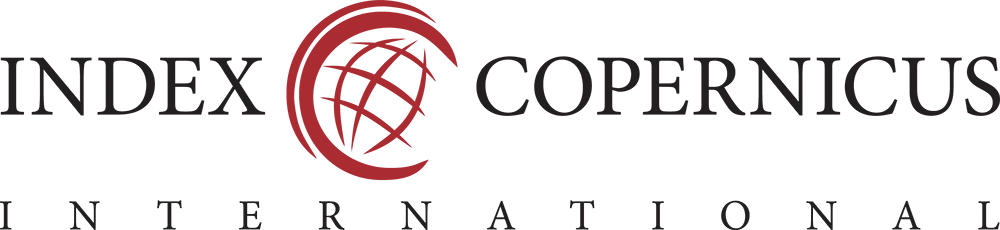 INDEX COPERNICUS
INTERNATIONAL